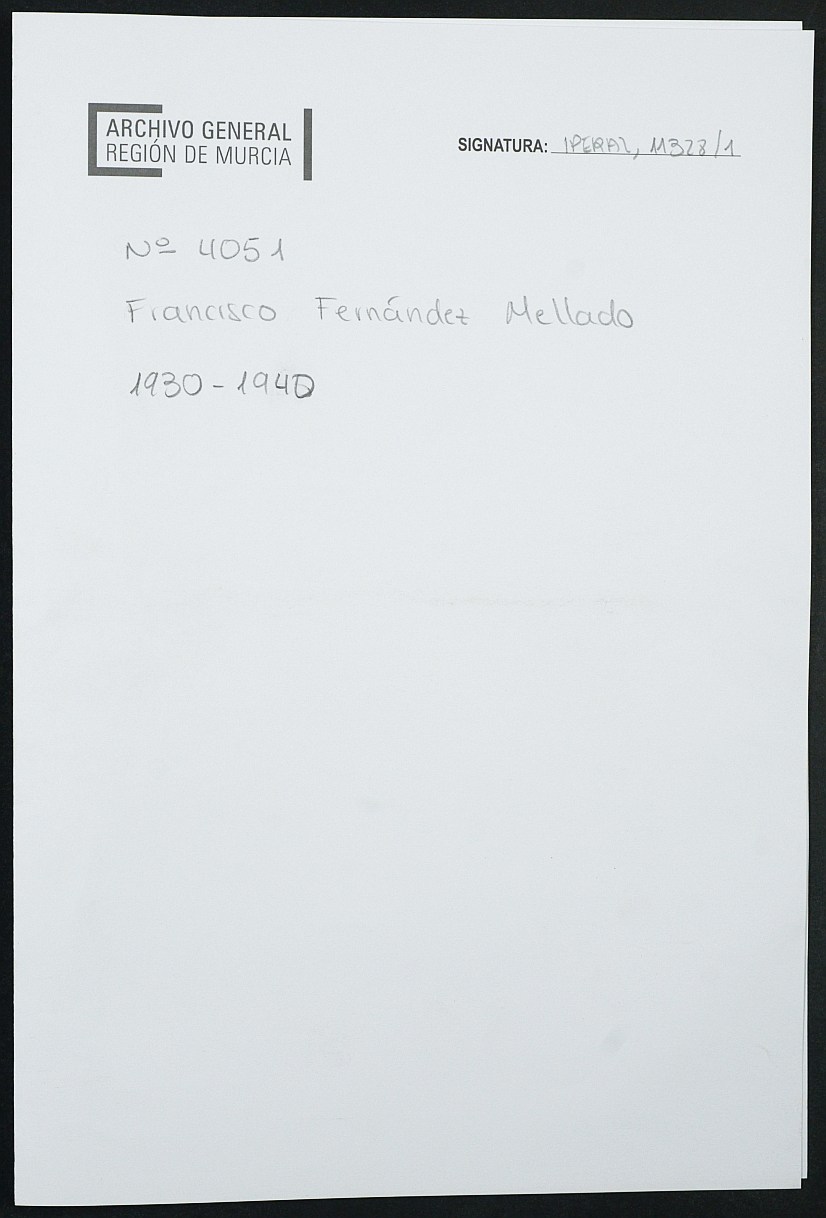 ARCHIVO GENERAL
REGIÓN DE MURCIA
SIGNATURA: IPERAL, 11328/1
Nº 4051
Francisco Fernández Mellado
1930-1940